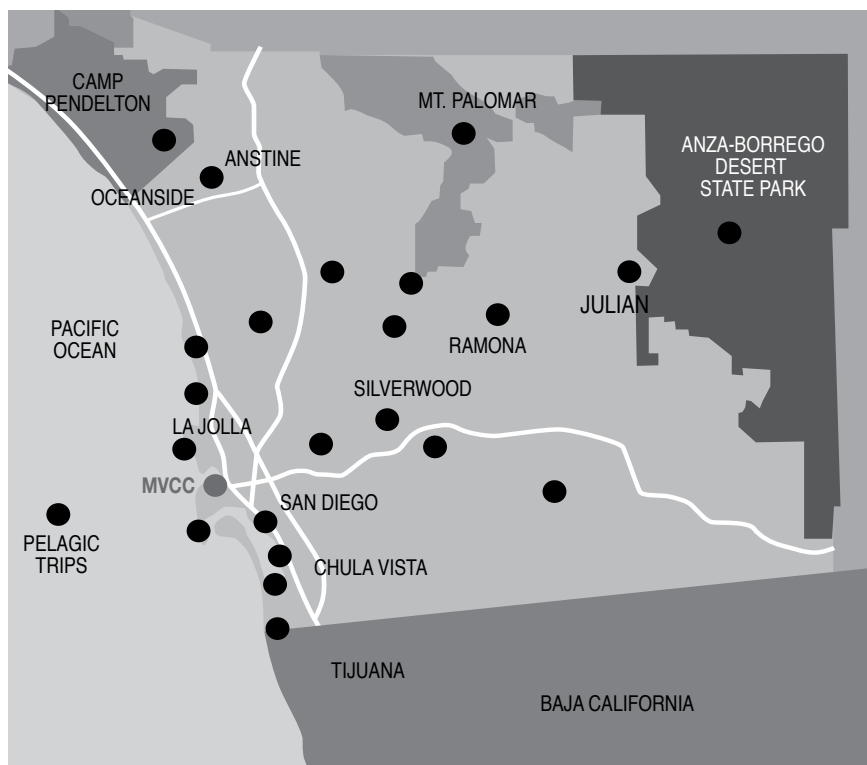 CAMP
PENDELTON
MT. PALOMAR
ANZA-BORREGO
DESERT
STATE PARK
ANSTINE
OCEANSIDE
JULIAN
PACIFIC
OCEAN
RAMONA
SILVERWOOD
LA JOLLA
MVCC
SAN DIEGO
PELAGIC
TRIPS
CHULA VISTA
TIJUANA
BAJA CALIFORNIA